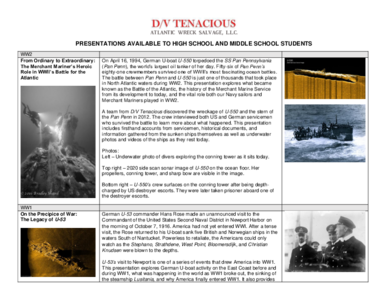 D/V TENACIOUS
ATLANTIC WRECK SALVAGE, L.L.C.
PRESENTATIONS AVAILABLE TO HIGH SCHOOL AND MIDDLE SCHOOL STUDENTS
WW2
From Ordinary to Extraordinary:
The Merchant Mariner's Heroic
Role in WWII's Battle for the
Atlantic
On April 16, 1994, German U-boat U-550 torpedoed the SS Pan Pennsylvania
(Pan Penn), the world's largest oil tanker of her day. Fifty six of Pan Penn's
eighty-one crewmembers survived one of WWII's most fascinating ocean battles.
The battle between Pan Penn and U-550 is just one of thousands that took place
in North Atlantic waters during WW2. This presentation explores what became
known as the Battle of the Atlantic, the history of the Merchant Marine Service
from its development to today, and the vital role both our Navy sailors and
Merchant Mariners played in WW2.
A team from D/V Tenacious discovered the wreckage of U-550 and the stern of
the Pan Penn in 2012. The crew interviewed both US and German servicemen
who survived the battle to learn more about what happened. This presentation
includes firsthand accounts from servicemen, historical documents, and
information gathered from the sunken ships themselves as well as underwater
photos and videos of the ships as they rest today.
Photos:
Left – Underwater photo of divers exploring the conning tower as it sits today.
Top right – 2020 side scan sonar image of U-550 on the ocean floor. Her
propellers, conning tower, and sharp bow are visible in the image.
Bottom right – U-550's crew surfaces on the conning tower after being depth-
charged by US destroyer escorts. They were later taken prisoner aboard one of
the destroyer escorts.
WW1
On the Precipice of War:
The Legacy of U-53
German U-53 commander Hans Rose made an unannounced visit to the
Commandant of the United States Second Naval District in Newport Harbor on
the morning of October 7, 1916. America had not yet entered WWI. After a tense
visit, the Rose returned to his U-boat and sank five British and Norwegian ships in the
waters South of Nantucket. Powerless to retaliate, the Americans could only
watch as the Stephano, Strathdene, West Point, Bloomersdijk, and Christian
Knudsen were blown to the depths.
U-53's visit to Newport is one of a series of events that drew America into WW1.
This presentation explores German U-boat activity on the East Coast before and
during WW1, what was happening in the world as WW1 broke out, the sinking of
the steamship Lusitania, and why America finally entered WW1. It also provides